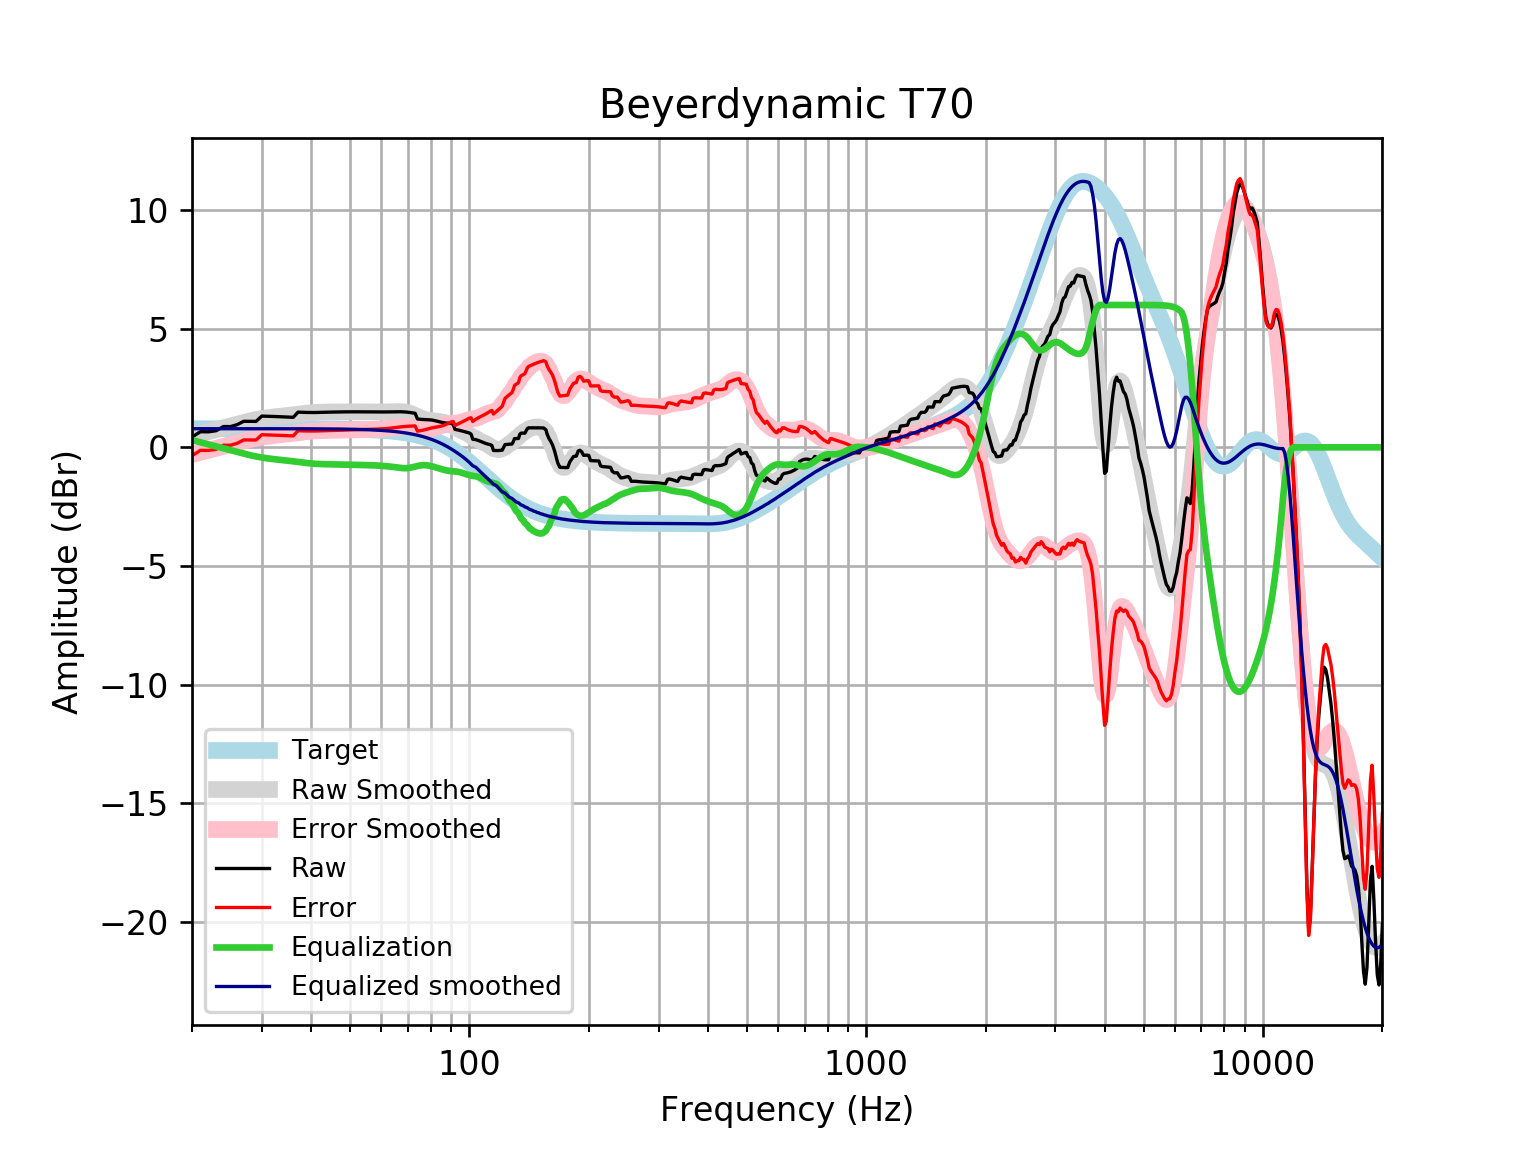 Beyerdynamic T70
Amplitude (dBr)
10
5
0
−5
−10
−15
−20
Target
Raw Smoothed
Error Smoothed
Raw
Error
Equalization
Equalized smoothed
100
1000
10000
Frequency (Hz)